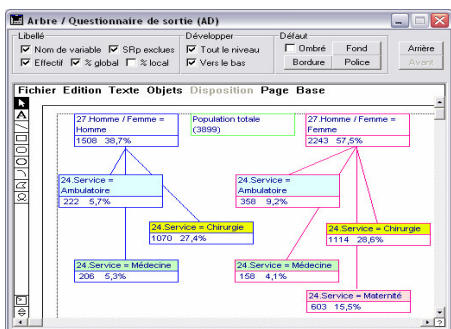 Arbre / Questionnaire de sortie (AD)
Libellé
Nom de variable
SRp exclues
Effectif
% global
% local
Développer
Tout le niveau
Vers le bas
Défaut
Ombré
Fond
Bordure
Police
Arrière
Avant
Fichier Edition Texte Objets Disposition Page Base
27.Homme / Femme =
Homme
1508 38,7%
Population totale
(3899)
27.Homme / Femme =
Femme
2243 57,5%
24.Service =
Ambulatoire
222 5,7%
24.Service =
Ambulatoire
358 9,2%
24.Service = Chirurgie
1070 27,4%
24.Service = Chirurgie
1114 28,6%
24.Service = Médecine
206 5,3%
24.Service = Médecine
158 4,1%
24.Service = Maternité
603 15,5%